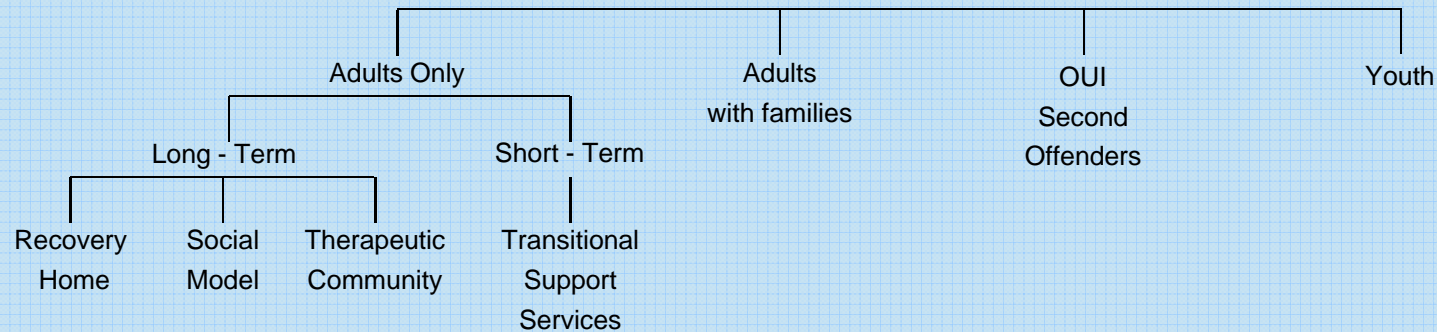 Adults Only
Adults
with families
OUI
Second
Offenders
Youth
Long - Term
Short - Term
Recovery
Home
Social
Model
Therapeutic
Community
Transitional
Support
Services